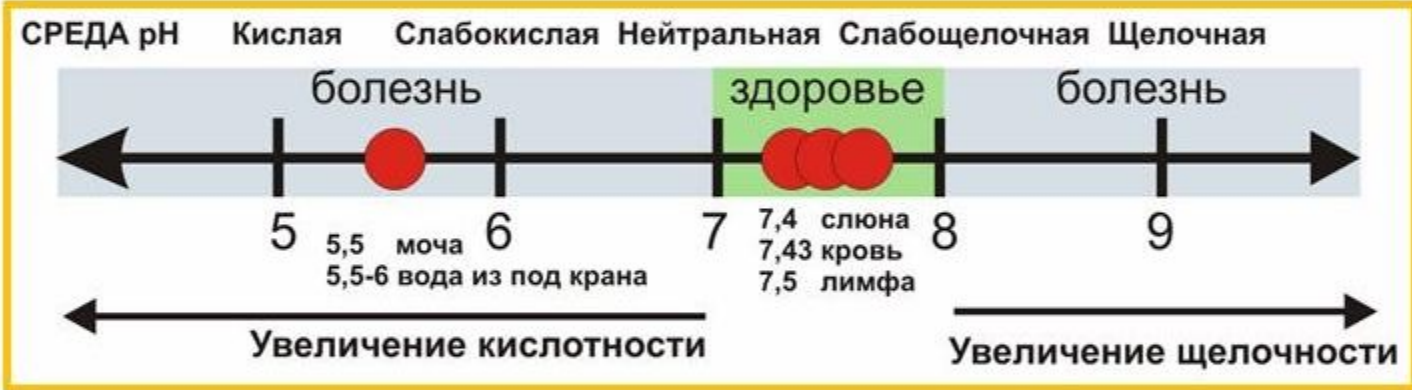 СРЕДА pH Кислая Слабокислая Нейтральная Слабощелочная Щелочная
болезнь здоровье болезнь
5 6 7 8 9
5,5 моча
5,5-6 вода из под крана
7,4 слюна
7,43 кровь
7,5 лимфа
Увеличение кислотности
Увеличение щелочности